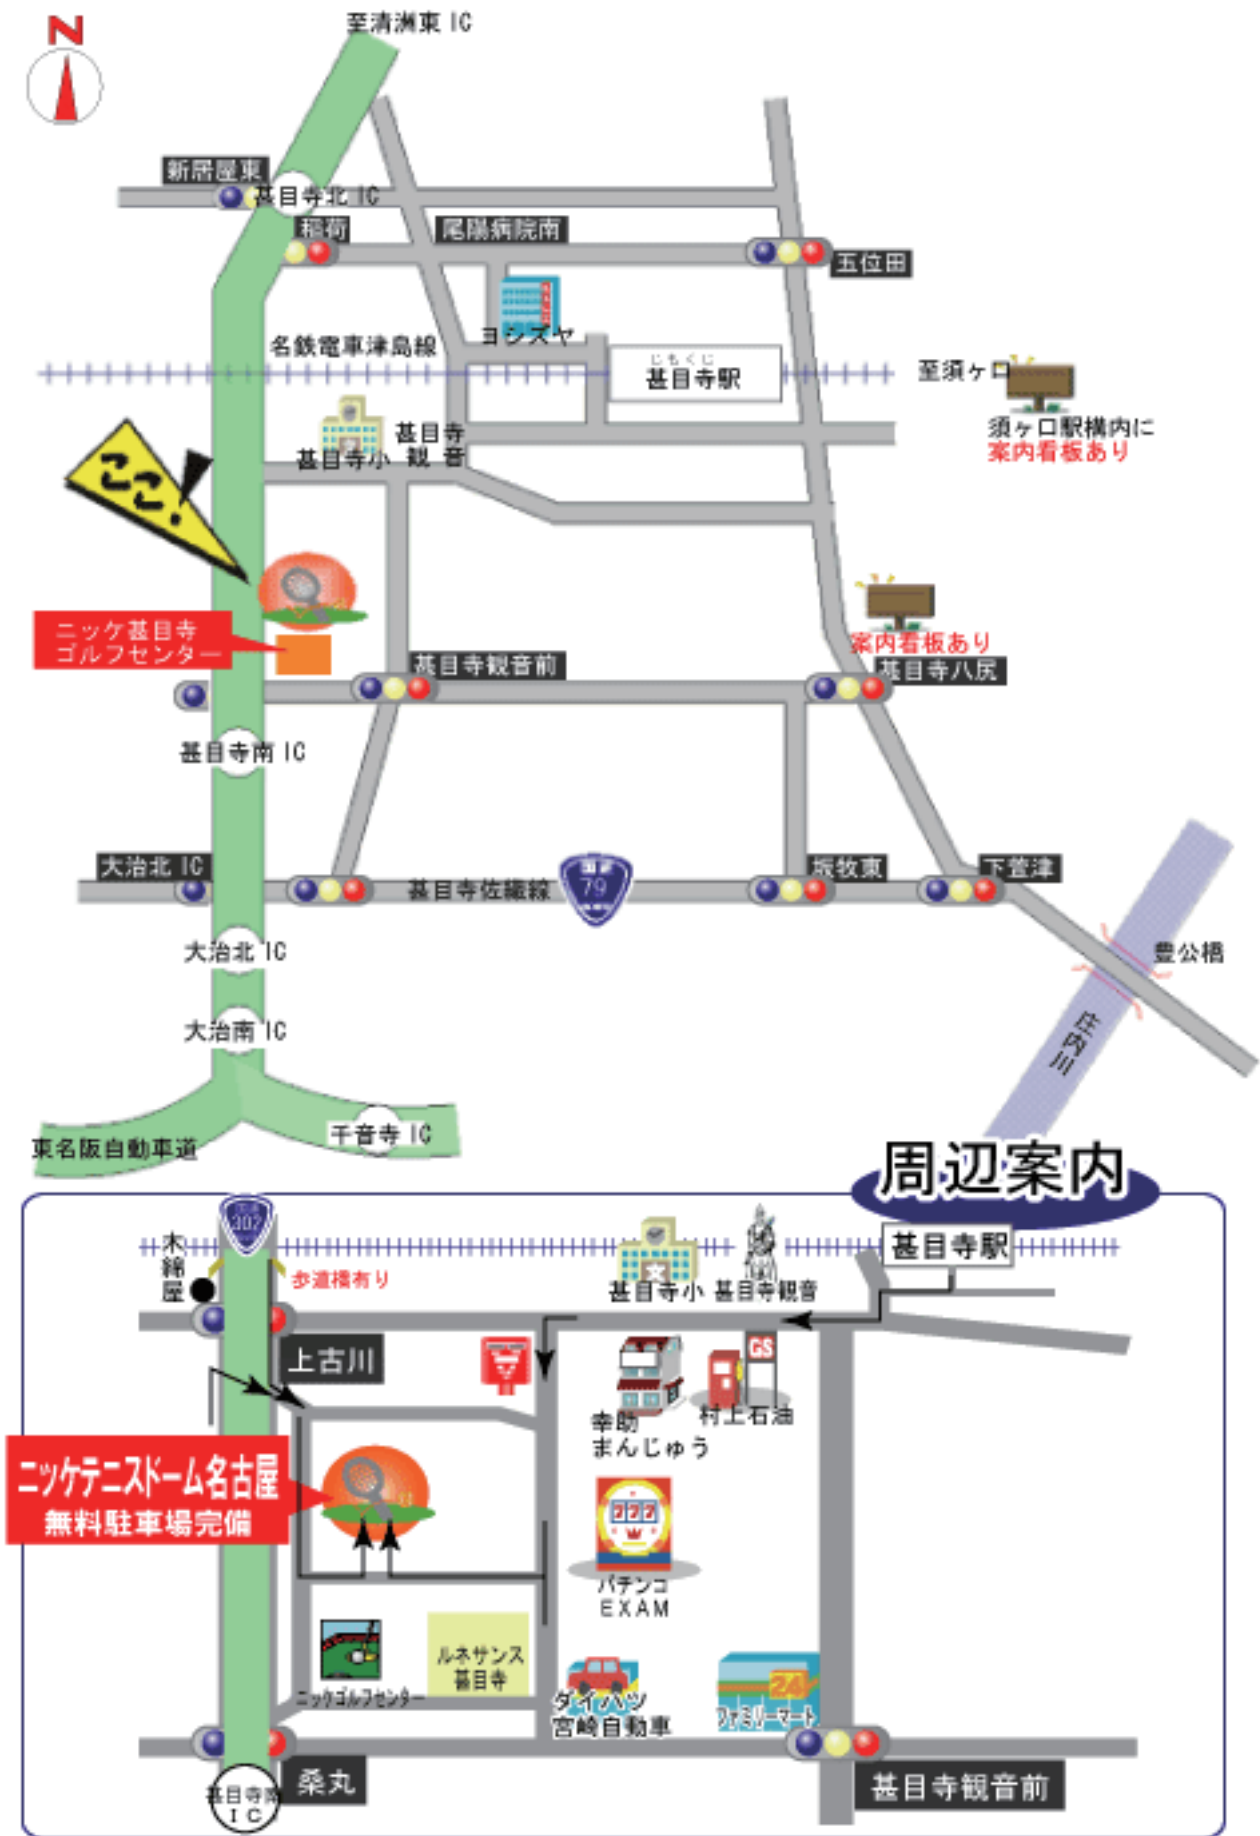 N
至清洲東 IC
新居屋東
甚目寺北 IC
稲荷
尾陽病院南
玉位田
ヨシズヤ
名鉄電車津島線
じもくじ
甚目寺駅
至須ヶ口
須ヶ口駅構内に
案内看板あり
甚目寺小
甚目寺
観音
ここ!
ニッケ甚目寺
ゴルフセンター
案内看板あり
甚目寺観音前
甚目寺八尻
甚目寺南 IC
大治北 IC
甚目寺佐織線
79
坂牧東
下萱津
大治北 IC
豊公橋
大治南 IC
庄内川
千音寺 IC
東名阪自動車道
周辺案内
302
木綿屋
歩道橋有り
甚目寺小
甚目寺観音
甚目寺駅
上古川
GS
幸助
まんじゅう
村上石油
ニッケテニスドーム名古屋
無料駐車場完備
777
パチンコ
EXAM
ルネサンス
甚目寺
ニッケゴルフセンター
ダイハツ
宮崎自動車
24
ファミリーマート
桑丸
甚目寺南
IC
甚目寺観音前